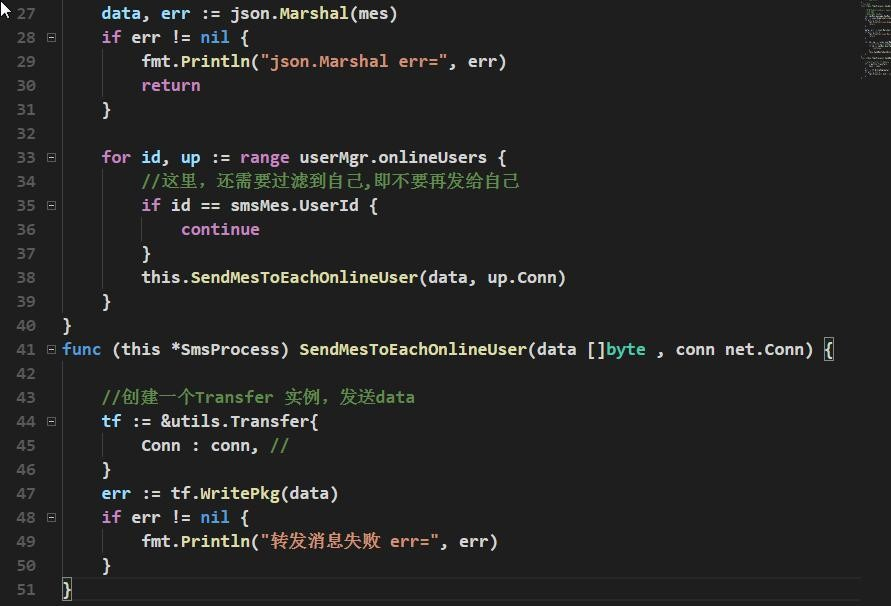 27 data, err := json.Marshal(mes)
28 if err != nil {
29 fmt.Println("json.Marshal err=", err)
30 return
31 }
32
33 for id, up := range userMgr.onlineUsers {
34 //这里，还需要过滤到自己,即不要再发给自己
35 if id == smsMes.UserId {
36 continue
37 }
38 this.SendMesToEachOnlineUser(data, up.Conn)
39 }
40 }
41 func (this *SmsProcess) SendMesToEachOnlineUser(data []byte , conn net.Conn) {
42
43 //创建一个Transfer 实例，发送data
44 tf := &utils.Transfer{
45 Conn : conn, //
46 }
47 err := tf.WritePkg(data)
48 if err != nil {
49 fmt.Println("转发消息失败 err=", err)
50 }
51 }